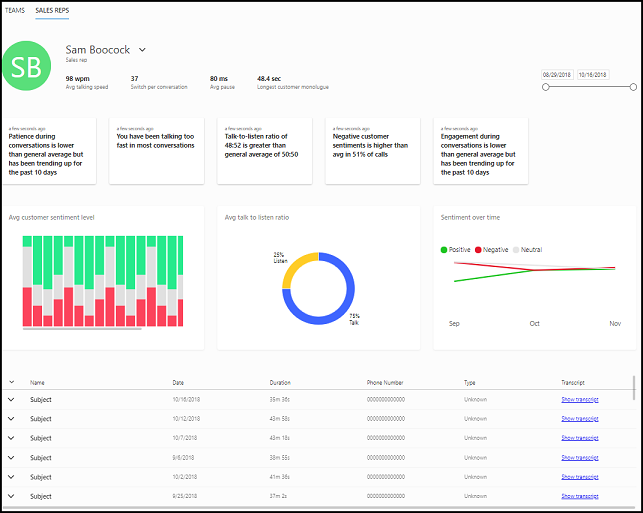 TEAMS SALES REPS
SB
Sam Boocock
Sales rep
98 wpm 37 80 ms 48.4 sec
Avg talking speed Switch per conversation Avg pause Longest customer monologue
08/29/2018 10/16/2018
a few seconds ago
Patience during
conversations is lower
than general average but
has been trending up for
the past 10 days
a few seconds ago
You have been talking too
fast in most conversations
a few seconds ago
Talk-to-listen ratio of
48:52 is greater than
general average of 50:50
a few seconds ago
Negative customer
sentiments is higher than
avg in 51% of calls
a few seconds ago
Engagement during
conversations is lower
than general average but
has been trending up for
the past 10 days
Avg customer sentiment level
Avg talk to listen ratio
25%
Listen
75%
Talk
Sentiment over time
Positive Negative Neutral
Sep Oct Nov
Name Date Duration Phone Number Type Transcript
Subject 10/16/2018 35m 36s 000000000000 Unknown Show transcript
Subject 10/12/2018 43m 58s 000000000000 Unknown Show transcript
Subject 10/7/2018 43m 18s 000000000000 Unknown Show transcript
Subject 9/6/2018 38m 55s 000000000000 Unknown Show transcript
Subject 10/2/2018 41m 36s 000000000000 Unknown Show transcript
Subject 9/25/2018 37m 2s 000000000000 Unknown Show transcript